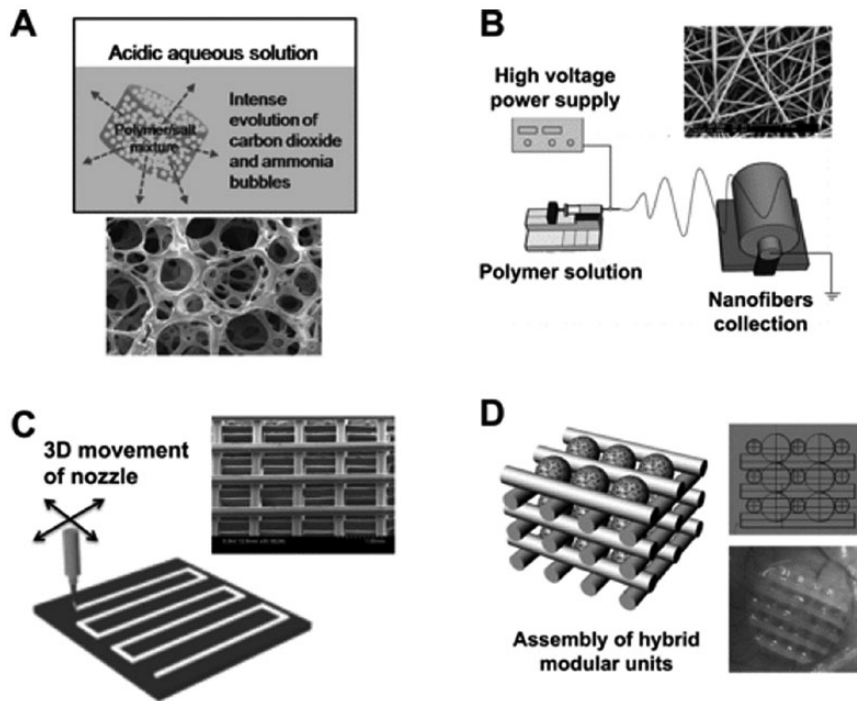 A
Acidic aqueous solution
Polymer/salt
mixture
Intense
evolution of
carbon dioxide
and ammonia
bubbles
B
High voltage
power supply
Polymer solution
Nanofibers
collection
C
3D movement
of nozzle
D
Assembly of hybrid
modular units